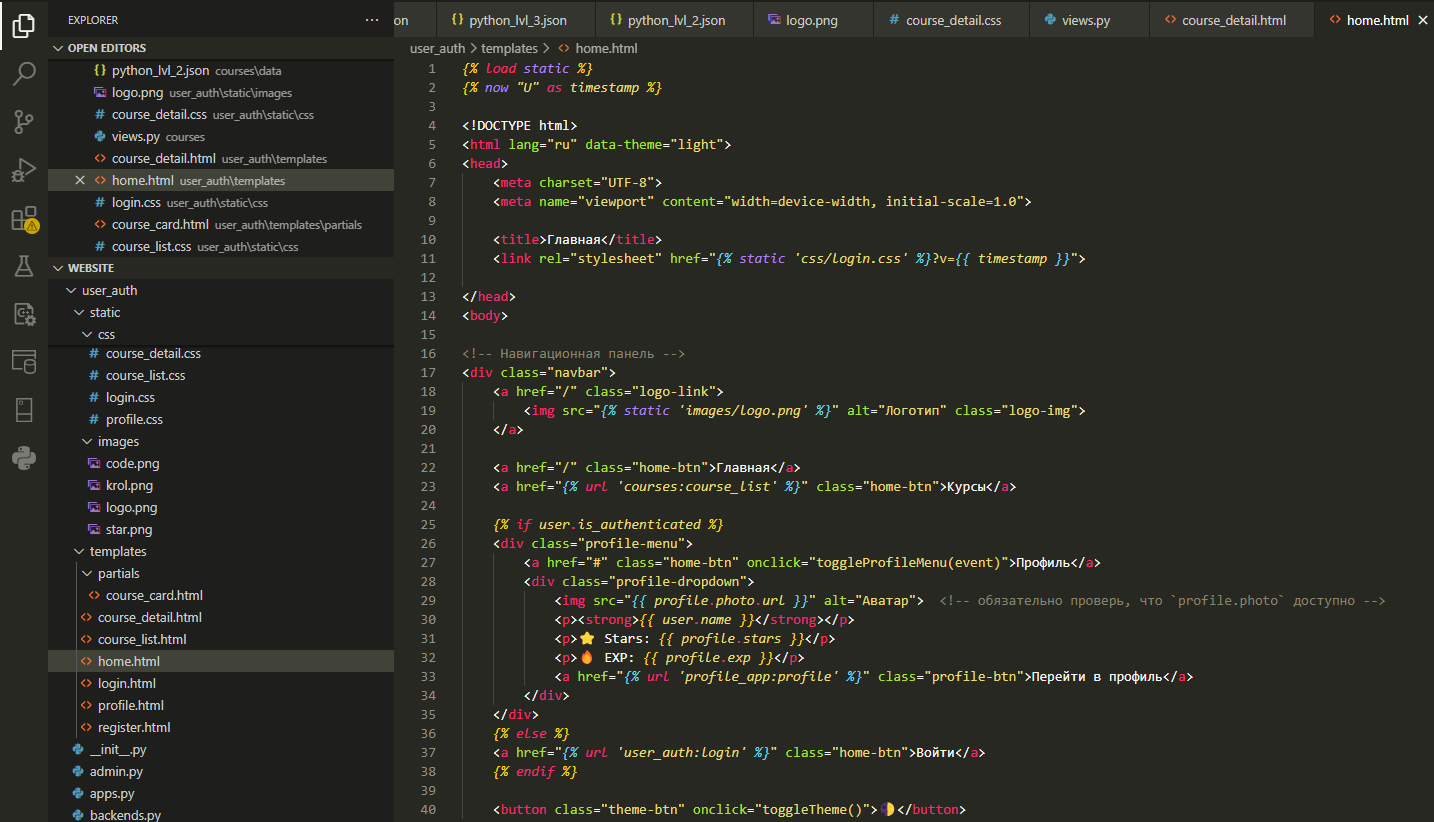 EXPLORER
···
OPEN EDITORS
python_lvl_2.json courses\data
logo.png user_auth\static\images
course_detail.css user_auth\static\css
views.py courses
course_detail.html user_auth\templates
home.html user_auth\templates
login.css user_auth\static\css
course_card.html user_auth\templates\partials
course_list.css user_auth\static\css
WEBSITE
user_auth
static
css
course_detail.css
course_list.css
login.css
profile.css
images
code.png
krol.png
logo.png
star.png
templates
partials
course_card.html
course_detail.html
course_list.html
home.html
login.html
profile.html
register.html
__init__.py
admin.py
apps.py
backends.py
on
python_lvl_3.json
python_lvl_2.json
logo.png
course_detail.css
views.py
course_detail.html
home.html
user_auth > templates > home.html
1 {% load static %}
2 {% now "U" as timestamp %}
3
4 <!DOCTYPE html>
5 <html lang="ru" data-theme="light">
6 <head>
7 <meta charset="UTF-8">
8 <meta name="viewport" content="width=device-width, initial-scale=1.0">
9
10 <title>Главная</title>
11 <link rel="stylesheet" href="{% static 'css/login.css' %}?v={{ timestamp }}">
12
13 </head>
14 <body>
15
16 <!-- Навигационная панель -->
17 <div class="navbar">
18 <a href="/" class="logo-link">
19 <img src="{% static 'images/logo.png' %}" alt="Логотип" class="logo-img">
20 </a>
21
22 <a href="/" class="home-btn">Главная</a>
23 <a href="{% url 'courses:course_list' %}" class="home-btn">Курсы</a>
24
25 {% if user.is_authenticated %}
26 <div class="profile-menu">
27 <a href="#" class="home-btn" onclick="toggleProfileMenu(event)">Профиль</a>
28 <div class="profile-dropdown">
29 <img src="{{ profile.photo.url }}" alt="Аватар"> <!-- обязательно проверь, что `profile.photo` доступно -->
30 <p><strong>{{ user.name }}</strong></p>
31 <p>⭐ Stars: {{ profile.stars }}</p>
32 <p>🔥 EXP: {{ profile.exp }}</p>
33 <a href="{% url 'profile_app:profile' %}" class="profile-btn">Перейти в профиль</a>
34 </div>
35 </div>
36 {% else %}
37 <a href="{% url 'user_auth:login' %}" class="home-btn">Войти</a>
38 {% endif %}
39
40 <button class="theme-btn" onclick="toggleTheme()">🌓</button>